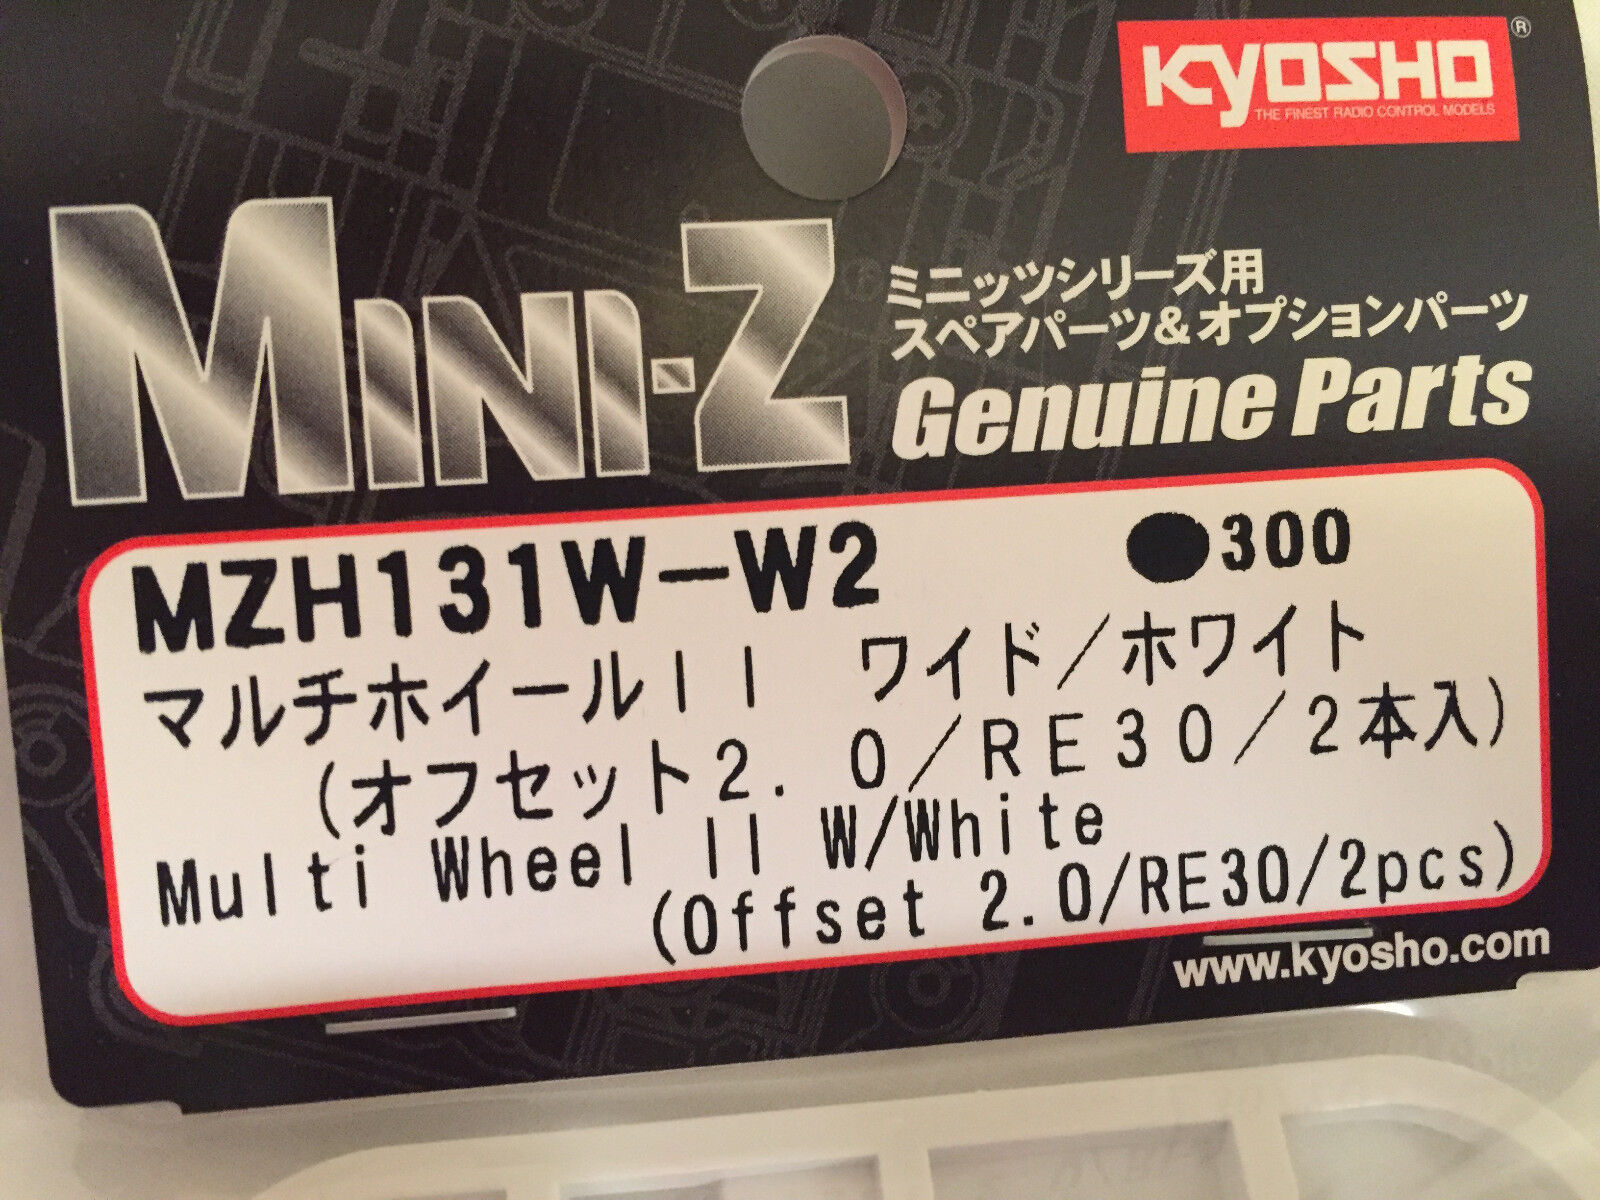 KYOSHO®
THE FINEST RADIO CONTROL MODELS
MINI-Z
ミニッツシリーズ用
スペアパーツ&オプションパーツ
Genuine Parts
MZH131W-W2 ●300
マルチホイールII ワイド/ホワイト
(オフセット2.0/RE30/2本入)
Multi Wheel II W/White
(Offset 2.0/RE30/2pcs)
www.kyosho.com